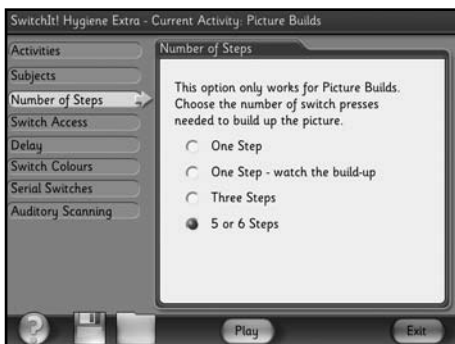 SwitchIt! Hygiene Extra - Current Activity: Picture Builds
Activities
Subjects
Number of Steps
Switch Access
Delay
Switch Colours
Serial Switches
Auditory Scanning
Number of Steps
This option only works for Picture Builds.
Choose the number of switch presses
needed to build up the picture.
One Step
One Step - watch the build-up
Three Steps
5 or 6 Steps
?
Play
Exit